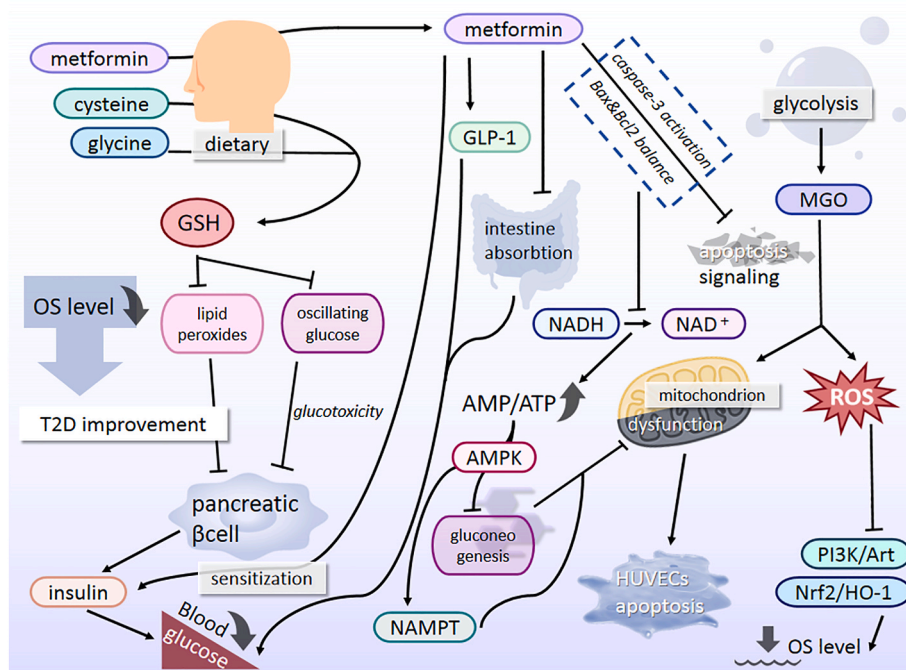 metformin
cysteine
glycine
dietary
metformin
GLP-1
caspase-3 activation
Bax&Bcl2 balance
glycolysis
MGO
GSH
intestine
absorbtion
apoptosis
signaling
OS level
lipid
peroxides
oscillating
glucose
NADH
NAD+
T2D improvement
glucotoxicity
AMP/ATP
mitochondrion
dysfunction
ROS
AMPK
pancreatic
βcell
gluconeo
genesis
PI3K/Art
Nrf2/HO-1
insulin
sensitization
HUVECs
apoptosis
Blood
glucose
NAMPT
OS level